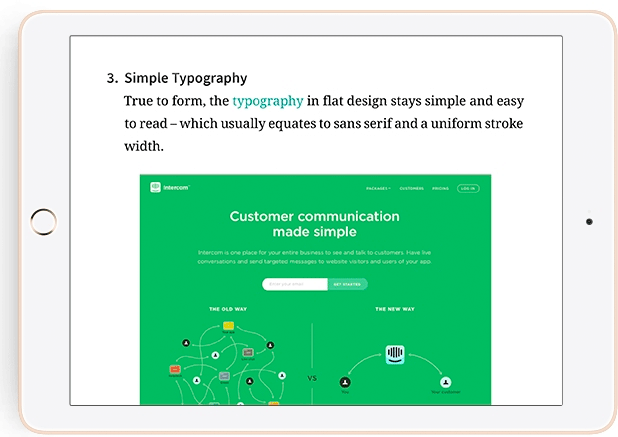 3. Simple Typography
True to form, the typography in flat design stays simple and easy
to read – which usually equates to sans serif and a uniform stroke
width.
Intercom
PACKAGES CUSTOMERS PRICING LOG IN
Customer communication
made simple
Intercom is one place for your entire business to see and talk to customers. Have live
conversations and send targeted messages to website visitors and users of your app.
Enter your email GET STARTED
THE OLD WAY THE NEW WAY
VS
You Your customer